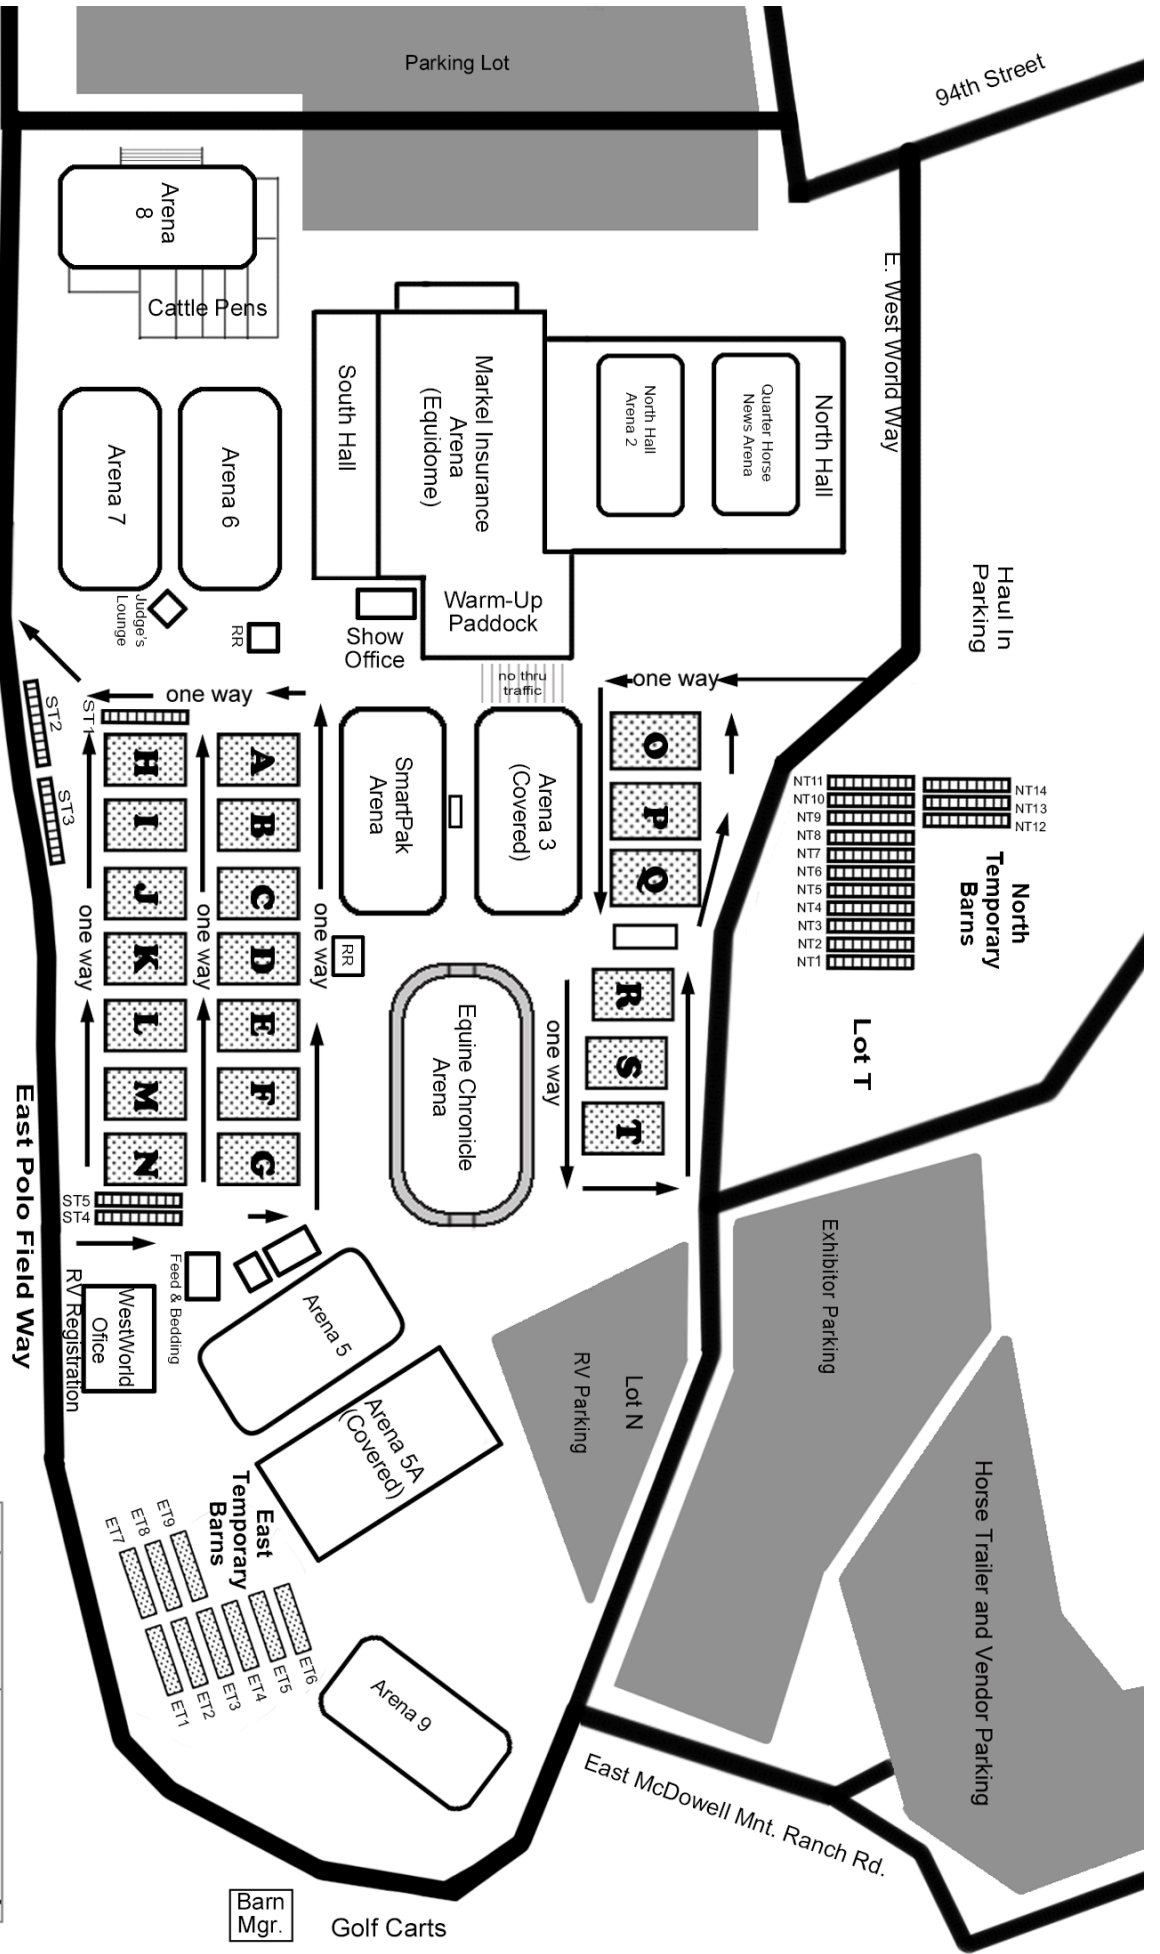 Parking Lot
94th Street
Arena
8
Cattle Pens
E. West World Way
South Hall
Markel Insurance
Arena
(Equidome)
North Hall
Arena 2
Quarter Horse
News Arena
North Hall
Arena 7
Arena 6
Haul In
Parking
Judge's
Lounge
RR
Show
Office
Warm-Up
Paddock
no thru
traffic
one way
one way
ST2
ST1
ST3
H
I
J
K
L
M
N
A
B
C
D
E
F
G
one way
one way
one way
RR
SmartPak
Arena
Arena 3
(Covered)
O
P
Q
R
S
T
one way
Equine Chronicle
Arena
NT11
NT10
NT9
NT8
NT7
NT6
NT5
NT4
NT3
NT2
NT1
NT14
NT13
NT12
North
Temporary
Barns
Lot T
East Polo Field Way
ST5
ST4
RV Registration
WestWorld
Office
Feed & Bedding
Arena 5
Arena 5A
(Covered)
Lot N
RV Parking
Exhibitor Parking
Horse Trailer and Vendor Parking
East
Temporary
Barns
ET9
ET8
ET7
ET6
ET5
ET4
ET3
ET2
ET1
Arena 9
East McDowell Mnt. Ranch Rd.
Barn
Mgr.
Golf Carts